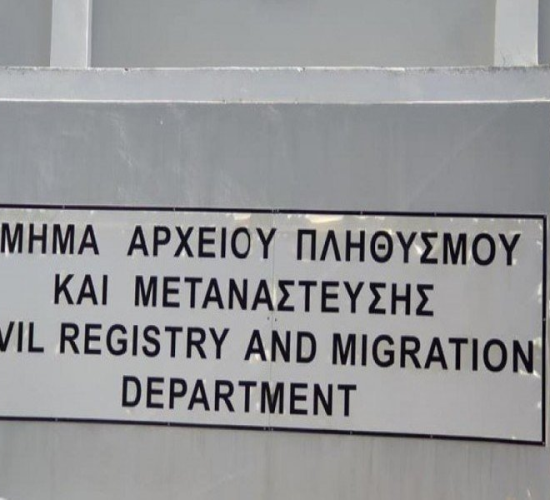 ΜΗΜΑ ΑΡΧΕΙΟΥ ΠΛΗΘΥΣΜΟΥ
ΚΑΙ ΜΕΤΑΝΑΣΤΕΥΣΗΣ
VIL REGISTRY AND MIGRATION
DEPARTMENT